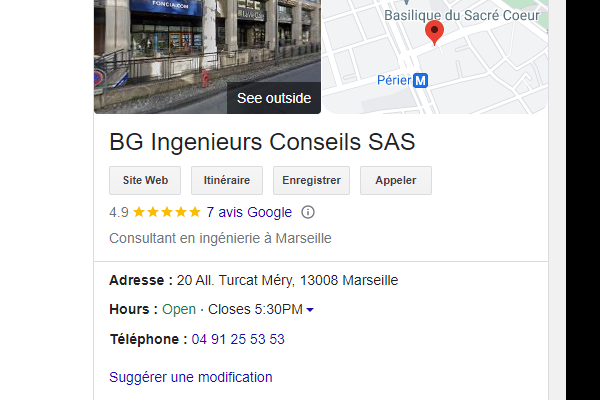 FONCIA.COM
Basilique du Sacré Coeur
Périer M
See outside
BG Ingenieurs Conseils SAS
Site Web Itinéraire Enregistrer Appeler
4.9 7 avis Google
Consultant en ingénierie à Marseille
Adresse : 20 All. Turcat Méry, 13008 Marseille
Hours : Open · Closes 5:30PM
Téléphone : 04 91 25 53 53
Suggérer une modification